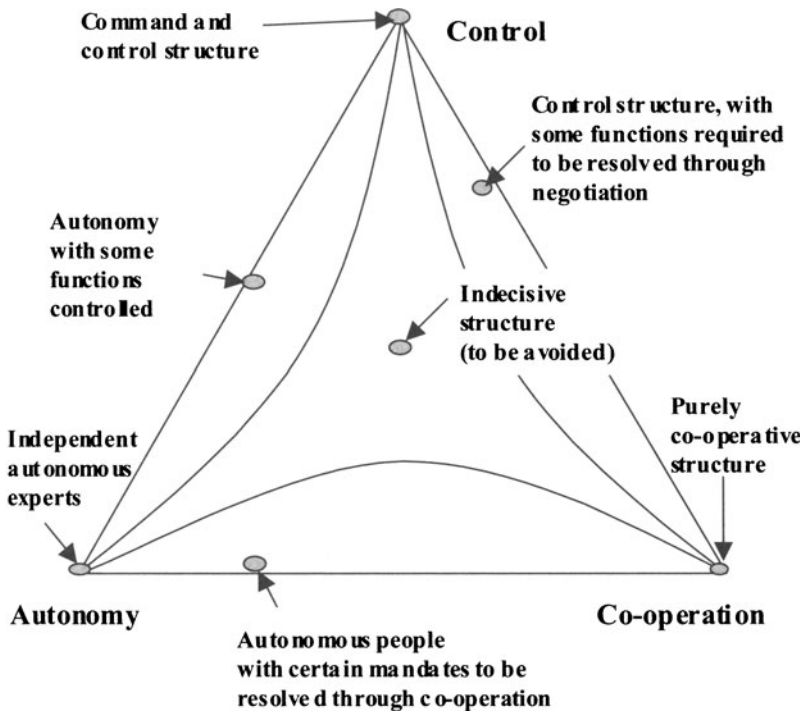 Command and
control structure
Control
Control structure, with
some functions required
to be resolved through
negotiation
Autonomy
with some
functions
controlled
Indecisive
structure
(to be avoided)
Purely
co-operative
structure
Independent
autonomous
experts
Autonomy
Co-operation
Autonomous people
with certain mandates to be
resolved through co-operation